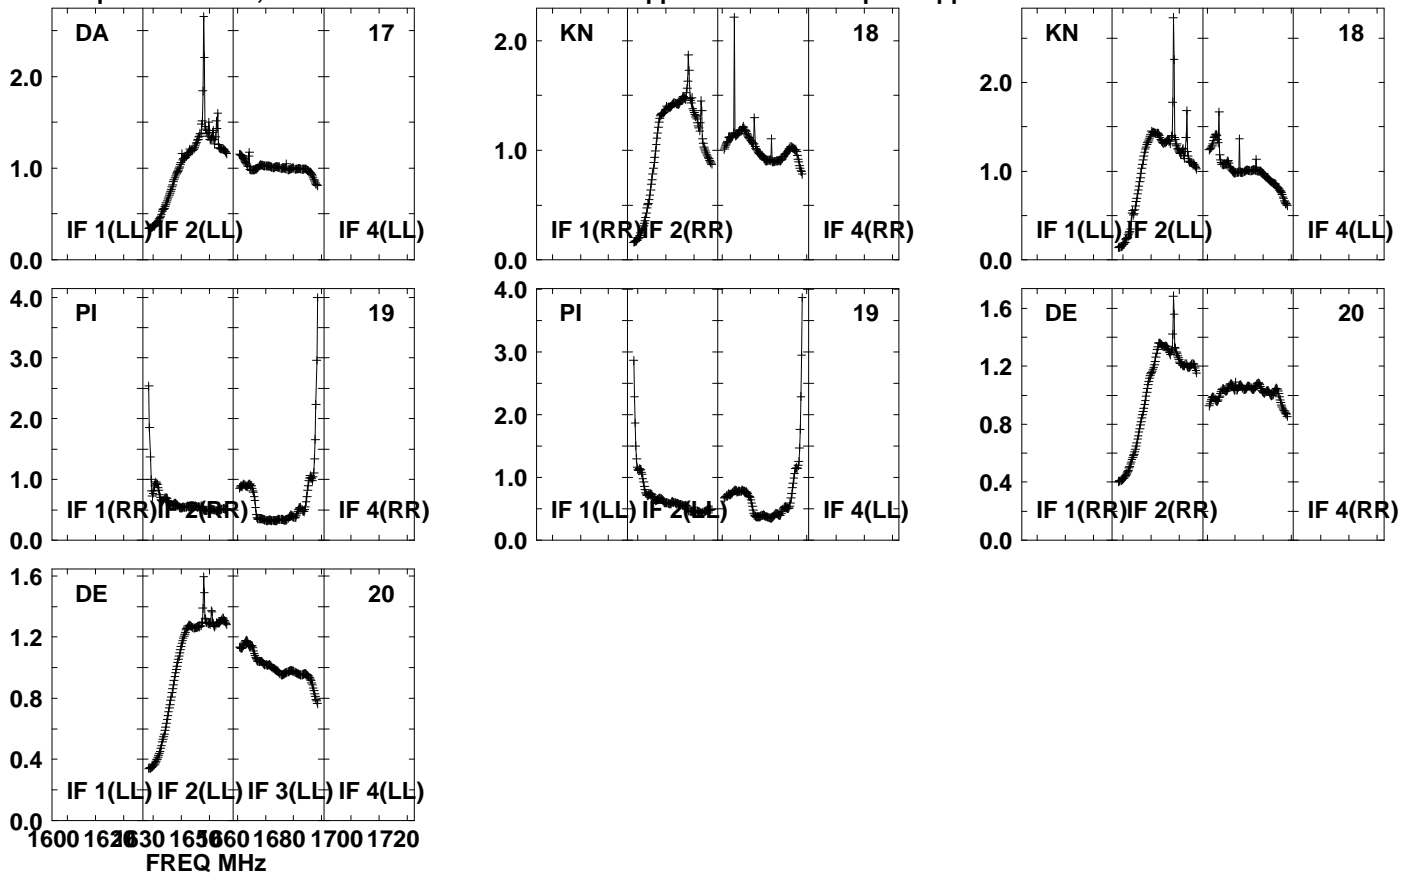 DA 17
2.0
1.0
0.0
IF 1(LL) IF 2(LL) IF 4(LL)
KN 18
2.0
1.0
0.0
IF 1(RR) IF 2(RR) IF 4(RR)
KN 18
2.0
1.0
0.0
IF 1(LL) IF 2(LL) IF 4(LL)
PI 19
4.0
3.0
2.0
1.0
0.0
IF 1(RR) IF 2(RR) IF 4(RR)
PI 19
4.0
3.0
2.0
1.0
0.0
IF 1(LL) IF 2(LL) IF 4(LL)
DE 20
1.6
1.2
0.8
0.4
0.0
IF 1(RR) IF 2(RR) IF 4(RR)
DE 20
1.6
1.2
0.8
0.4
0.0
IF 1(LL) IF 2(LL) IF 3(LL) IF 4(LL)
1600 1620 1630 1650 1660 1680 1700 1720
FREQ MHz